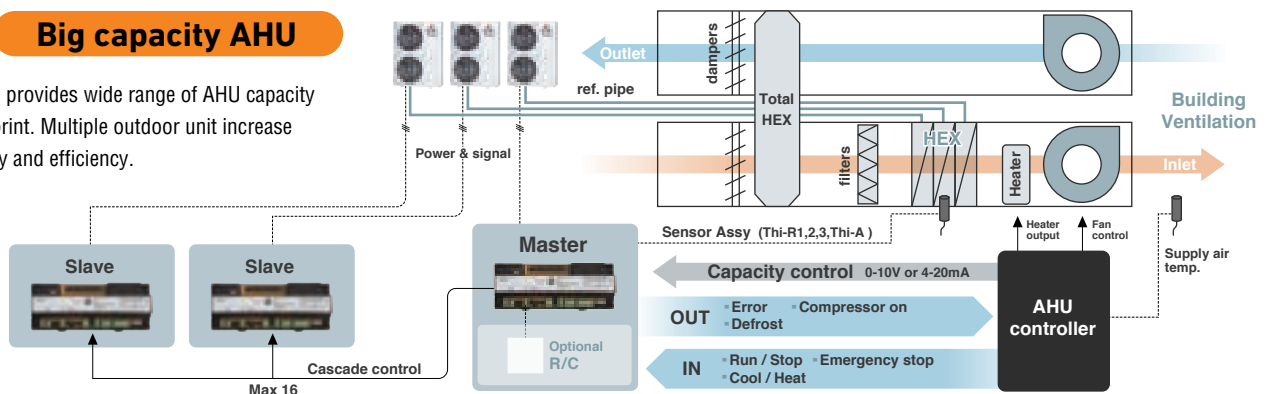 Big capacity AHU
provides wide range of AHU capacity
print. Multiple outdoor unit increase
y and efficiency.
Outlet
dampers
ref. pipe
Total
HEX
Building
Ventilation
Power & signal
filters
HEX
Heater
Inlet
Sensor Assy (Thi-R1,2,3,Thi-A )
Heater
output
Fan
control
Supply air
temp.
Slave
Slave
Master
Capacity control 0-10V or 4-20mA
OUT
Error
Compressor on
Defrost
AHU
controller
Optional
R/C
IN
Run / Stop
Emergency stop
Cool / Heat
Cascade control
Max 16